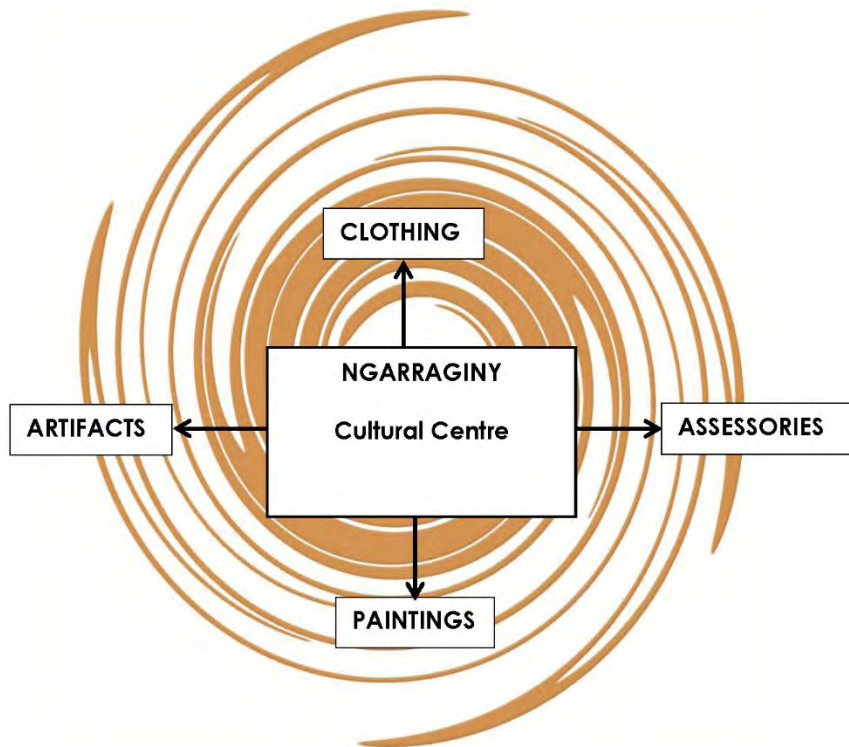 CLOTHING
NGARRAGINY
Cultural Centre
ARTIFACTS
ASSESSORIES
PAINTINGS